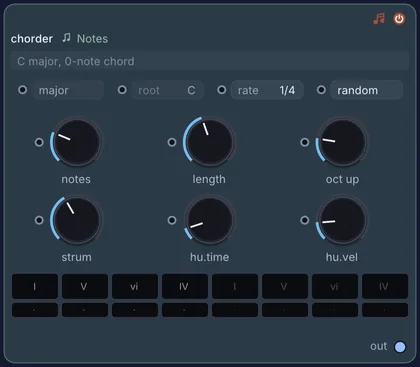 chorder Notes
C major, 0-note chord
major root C rate 1/4 random
notes length oct up
strum hu.time hu.vel
I V vi IV I V vi IV
- - - - - - - -
out